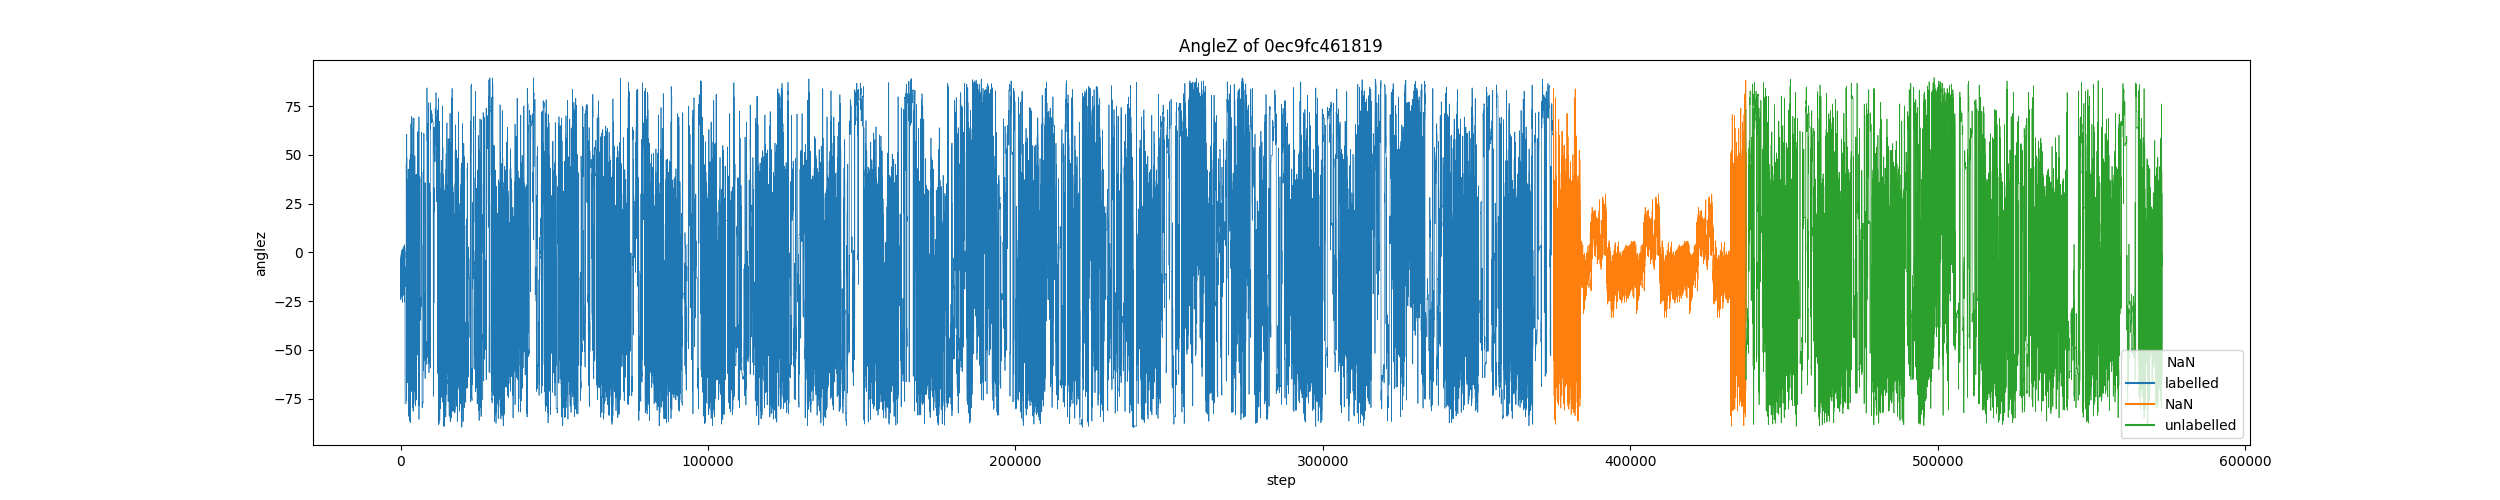 AngleZ of 0ec9fc461819
anglez
75
50
25
0
−25
−50
−75
0
100000
200000
300000
400000
500000
600000
step
NaN
labelled
NaN
unlabelled